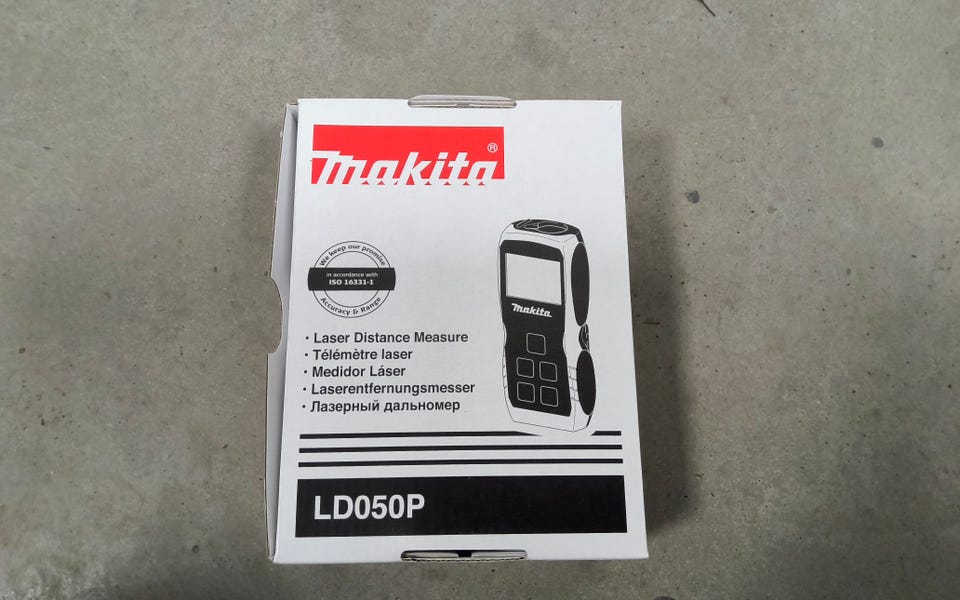 makita®
We keep our promise
in accordance with
ISO 16331-1
Accuracy & Range
makita
· Laser Distance Measure
· Télémètre laser
· Medidor Láser
· Laserentfernungsmesser
· Лазерный дальномер
LD050P